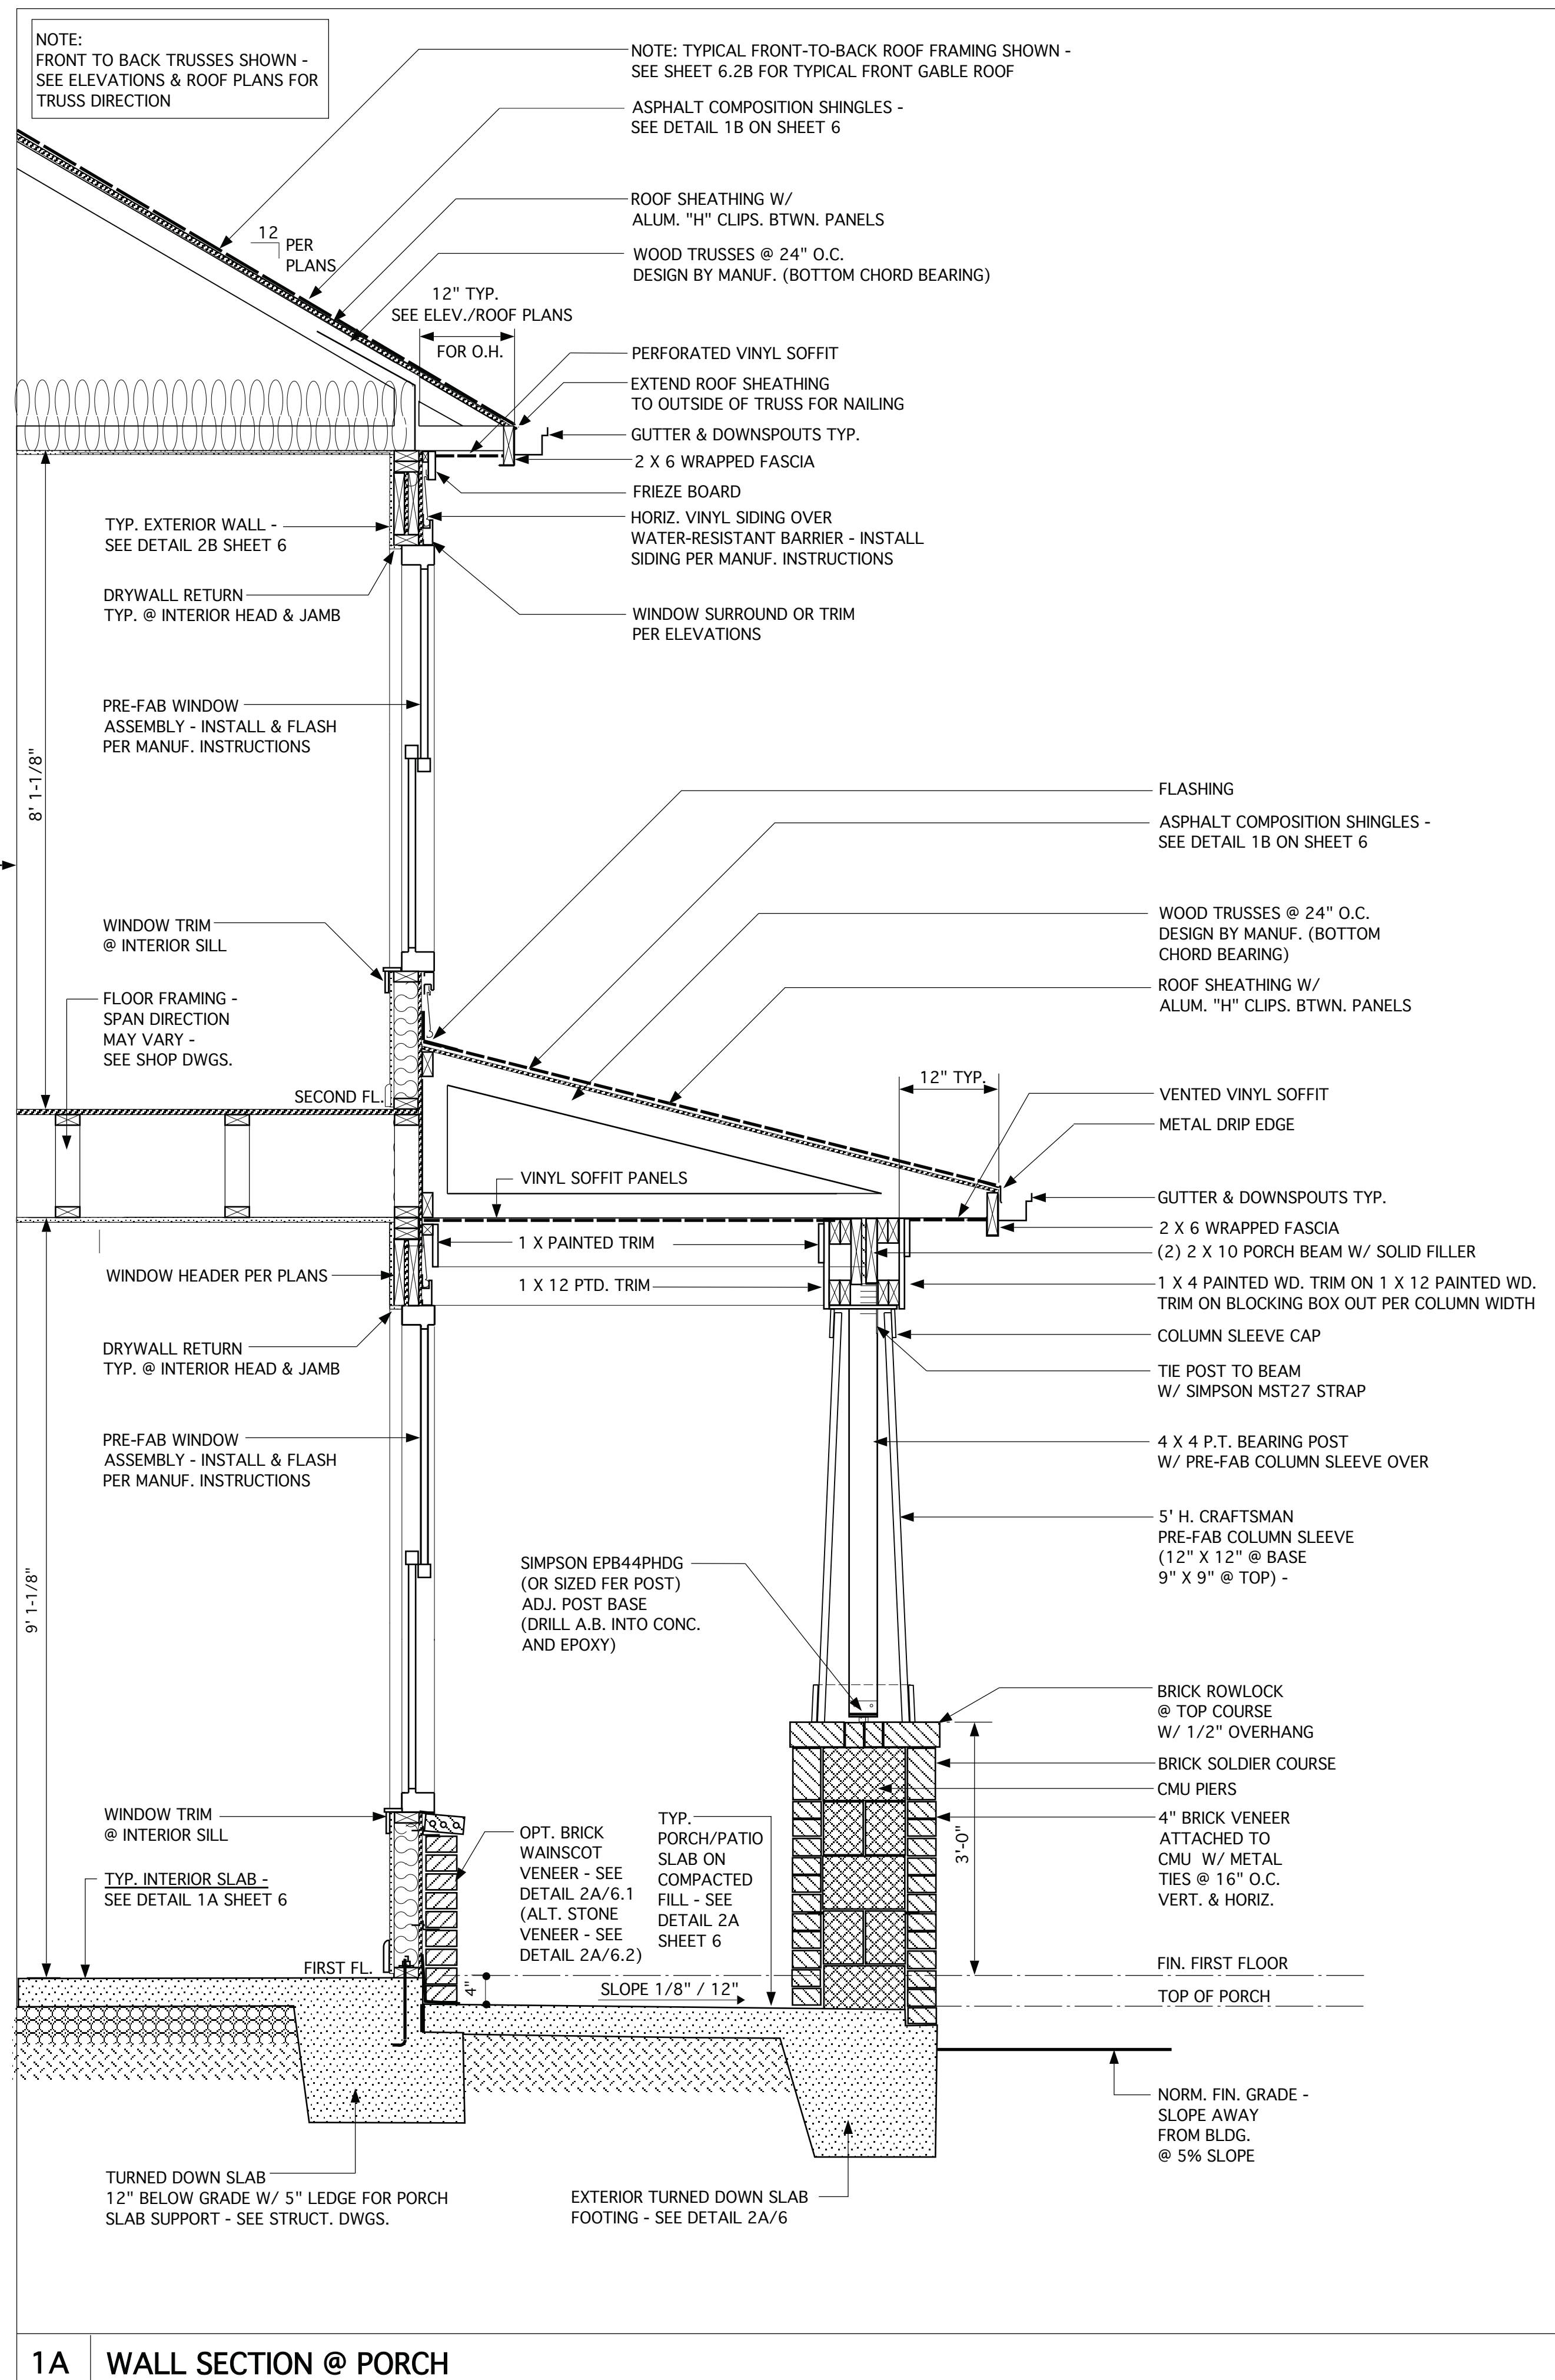 NOTE:
FRONT TO BACK TRUSSES SHOWN -
SEE ELEVATIONS & ROOF PLANS FOR
TRUSS DIRECTION
NOTE: TYPICAL FRONT-TO-BACK ROOF FRAMING SHOWN -
SEE SHEET 6.2B FOR TYPICAL FRONT GABLE ROOF
ASPHALT COMPOSITION SHINGLES -
SEE DETAIL 1B ON SHEET 6
ROOF SHEATHING W/
ALUM. "H" CLIPS. BTWN. PANELS
12
PER
PLANS
WOOD TRUSSES @ 24" O.C.
DESIGN BY MANUF. (BOTTOM CHORD BEARING)
12" TYP.
SEE ELEV./ROOF PLANS
FOR O.H.
PERFORATED VINYL SOFFIT
EXTEND ROOF SHEATHING
TO OUTSIDE OF TRUSS FOR NAILING
GUTTER & DOWNSPOUTS TYP.
2 X 6 WRAPPED FASCIA
FRIEZE BOARD
HORIZ. VINYL SIDING OVER
WATER-RESISTANT BARRIER - INSTALL
SIDING PER MANUF. INSTRUCTIONS
TYP. EXTERIOR WALL -
SEE DETAIL 2B SHEET 6
DRYWALL RETURN
TYP. @ INTERIOR HEAD & JAMB
WINDOW SURROUND OR TRIM
PER ELEVATIONS
PRE-FAB WINDOW
ASSEMBLY - INSTALL & FLASH
PER MANUF. INSTRUCTIONS
8' 1-1/8"
FLASHING
ASPHALT COMPOSITION SHINGLES -
SEE DETAIL 1B ON SHEET 6
WINDOW TRIM
@ INTERIOR SILL
WOOD TRUSSES @ 24" O.C.
DESIGN BY MANUF. (BOTTOM
CHORD BEARING)
FLOOR FRAMING -
SPAN DIRECTION
MAY VARY -
SEE SHOP DWGS.
ROOF SHEATHING W/
ALUM. "H" CLIPS. BTWN. PANELS
SECOND FL.
12" TYP.
VENTED VINYL SOFFIT
METAL DRIP EDGE
VINYL SOFFIT PANELS
GUTTER & DOWNSPOUTS TYP.
2 X 6 WRAPPED FASCIA
1 X PAINTED TRIM
(2) 2 X 10 PORCH BEAM W/ SOLID FILLER
WINDOW HEADER PER PLANS
1 X 12 PTD. TRIM
1 X 4 PAINTED WD. TRIM ON 1 X 12 PAINTED WD.
TRIM ON BLOCKING BOX OUT PER COLUMN WIDTH
COLUMN SLEEVE CAP
DRYWALL RETURN
TYP. @ INTERIOR HEAD & JAMB
TIE POST TO BEAM
W/ SIMPSON MST27 STRAP
PRE-FAB WINDOW
ASSEMBLY - INSTALL & FLASH
PER MANUF. INSTRUCTIONS
4 X 4 P.T. BEARING POST
W/ PRE-FAB COLUMN SLEEVE OVER
5' H. CRAFTSMAN
PRE-FAB COLUMN SLEEVE
(12" X 12" @ BASE
9" X 9" @ TOP) -
9' 1-1/8"
SIMPSON EPB44PHDG
(OR SIZED FER POST)
ADJ. POST BASE
(DRILL A.B. INTO CONC.
AND EPOXY)
BRICK ROWLOCK
@ TOP COURSE
W/ 1/2" OVERHANG
BRICK SOLDIER COURSE
CMU PIERS
WINDOW TRIM
@ INTERIOR SILL
OPT. BRICK
WAINSCOT
VENEER - SEE
DETAIL 2A/6.1
(ALT. STONE
VENEER - SEE
DETAIL 2A/6.2)
TYP.
PORCH/PATIO
SLAB ON
COMPACTED
FILL - SEE
DETAIL 2A
SHEET 6
3'-0"
4" BRICK VENEER
ATTACHED TO
CMU W/ METAL
TIES @ 16" O.C.
VERT. & HORIZ.
TYP. INTERIOR SLAB -
SEE DETAIL 1A SHEET 6
FIRST FL.
4"
SLOPE 1/8" / 12"
FIN. FIRST FLOOR
TOP OF PORCH
NORM. FIN. GRADE -
SLOPE AWAY
FROM BLDG.
@ 5% SLOPE
TURNED DOWN SLAB
12" BELOW GRADE W/ 5" LEDGE FOR PORCH
SLAB SUPPORT - SEE STRUCT. DWGS.
EXTERIOR TURNED DOWN SLAB
FOOTING - SEE DETAIL 2A/6
1A WALL SECTION @ PORCH